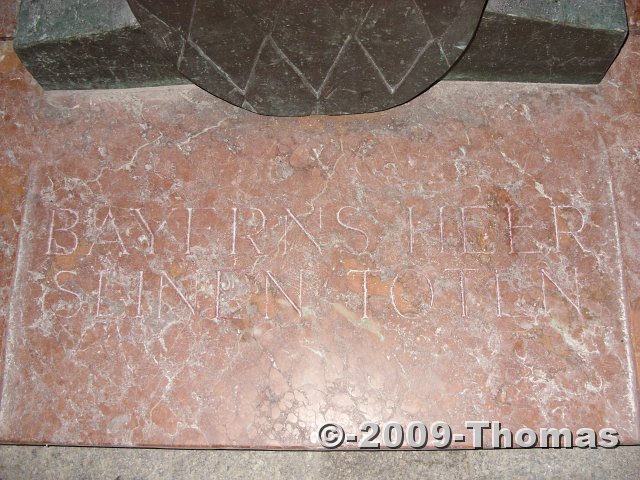 BAYERNS HEER
SEINEN TOTEN
©-2009-Thomas